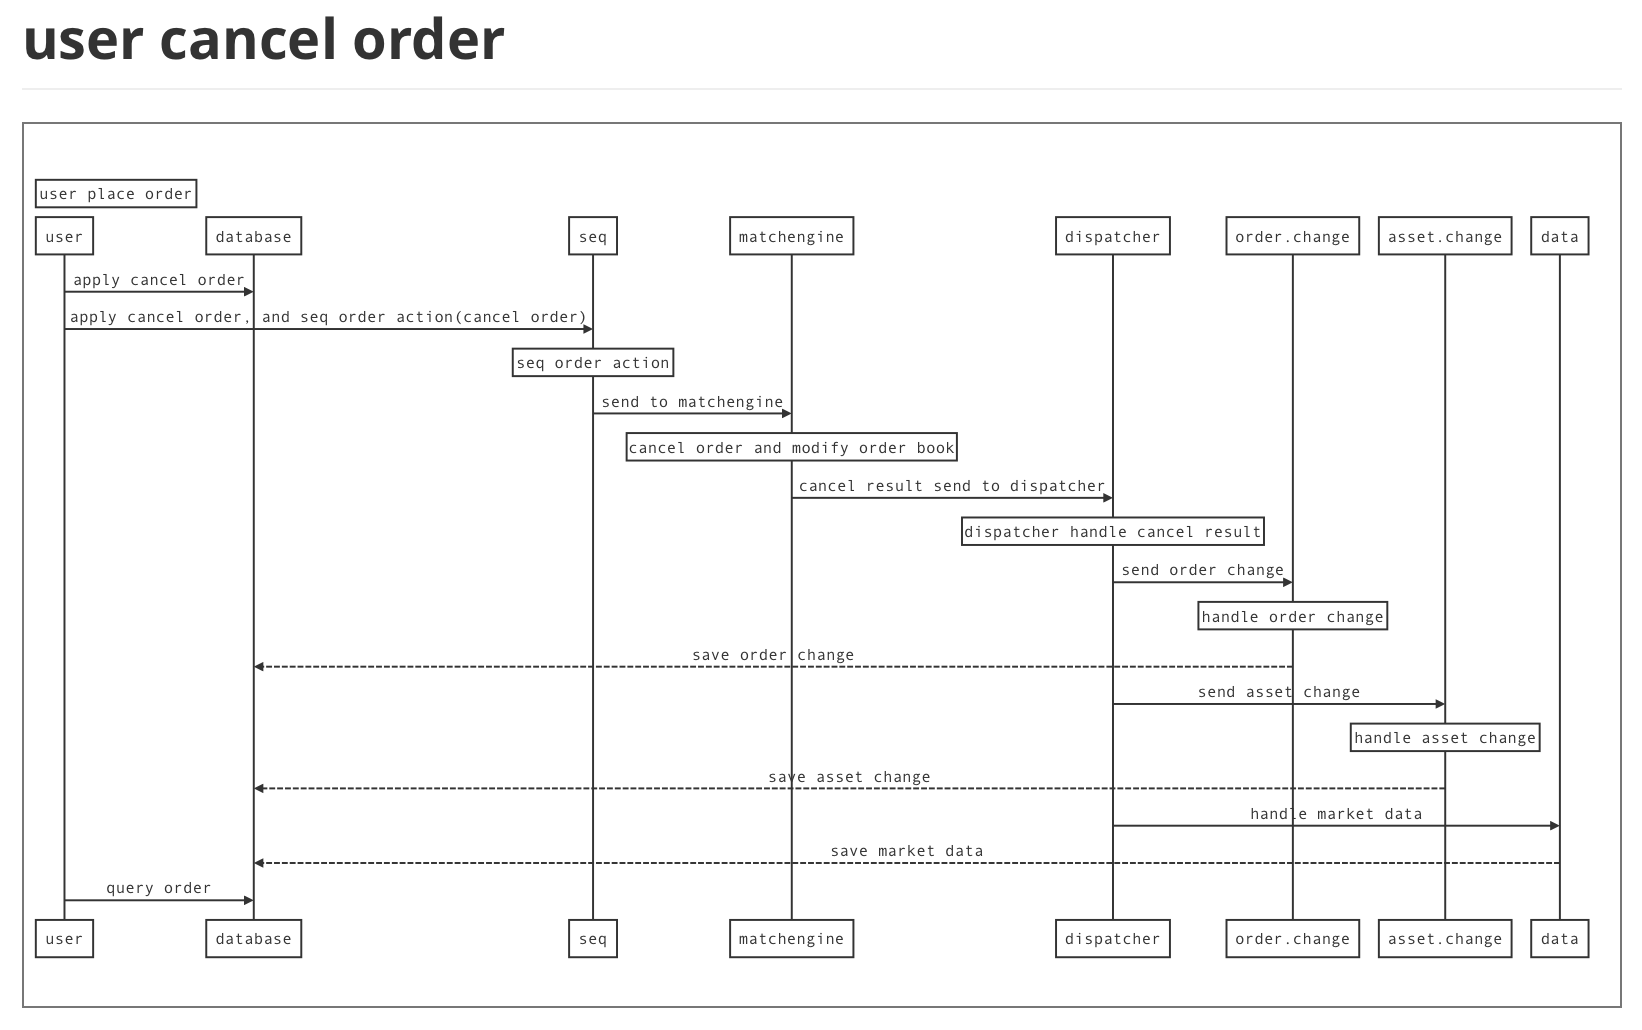 user cancel order
user place order
user database seq matchengine dispatcher order.change asset.change data
apply cancel order
apply cancel order, and seq order action(cancel order)
seq order action
send to matchengine
cancel order and modify order book
cancel result send to dispatcher
dispatcher handle cancel result
send order change
handle order change
save order change
send asset change
handle asset change
save asset change
handle market data
save market data
query order
user database seq matchengine dispatcher order.change asset.change data